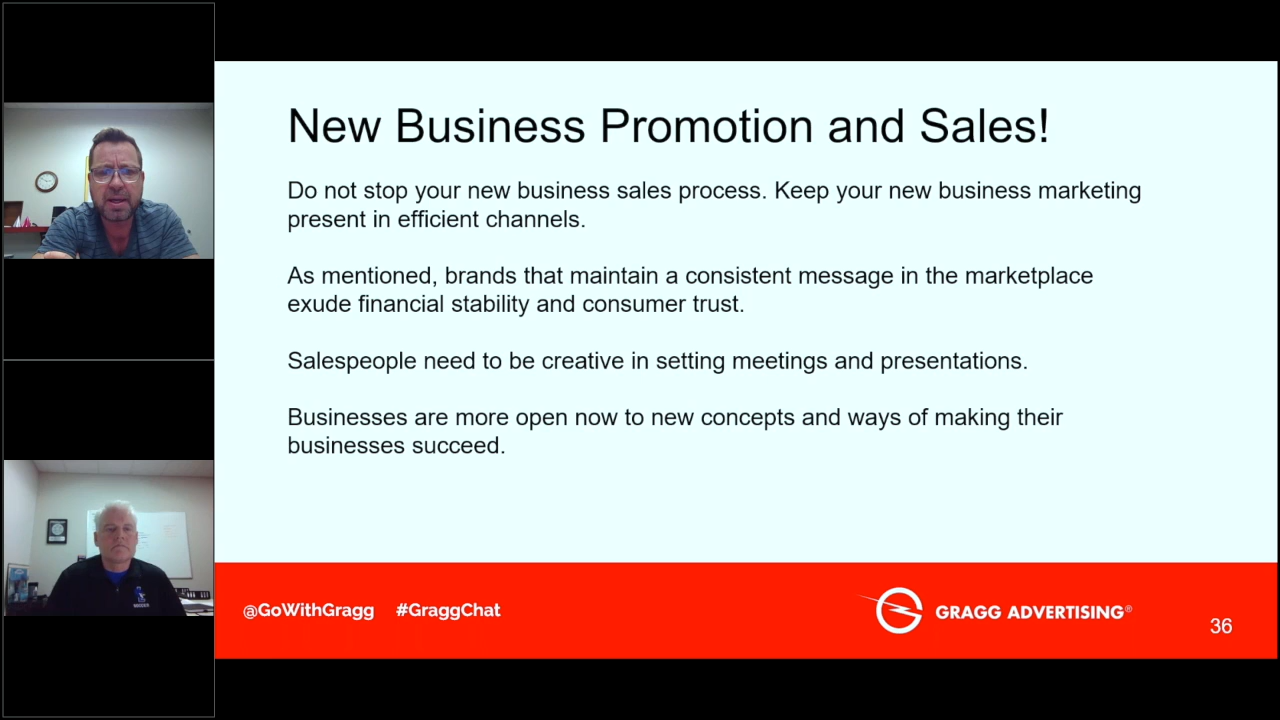 New Business Promotion and Sales!
Do not stop your new business sales process. Keep your new business marketing
present in efficient channels.
As mentioned, brands that maintain a consistent message in the marketplace
exude financial stability and consumer trust.
Salespeople need to be creative in setting meetings and presentations.
Businesses are more open now to new concepts and ways of making their
businesses succeed.
@GoWithGragg #GraggChat
GRAGG ADVERTISING®
36